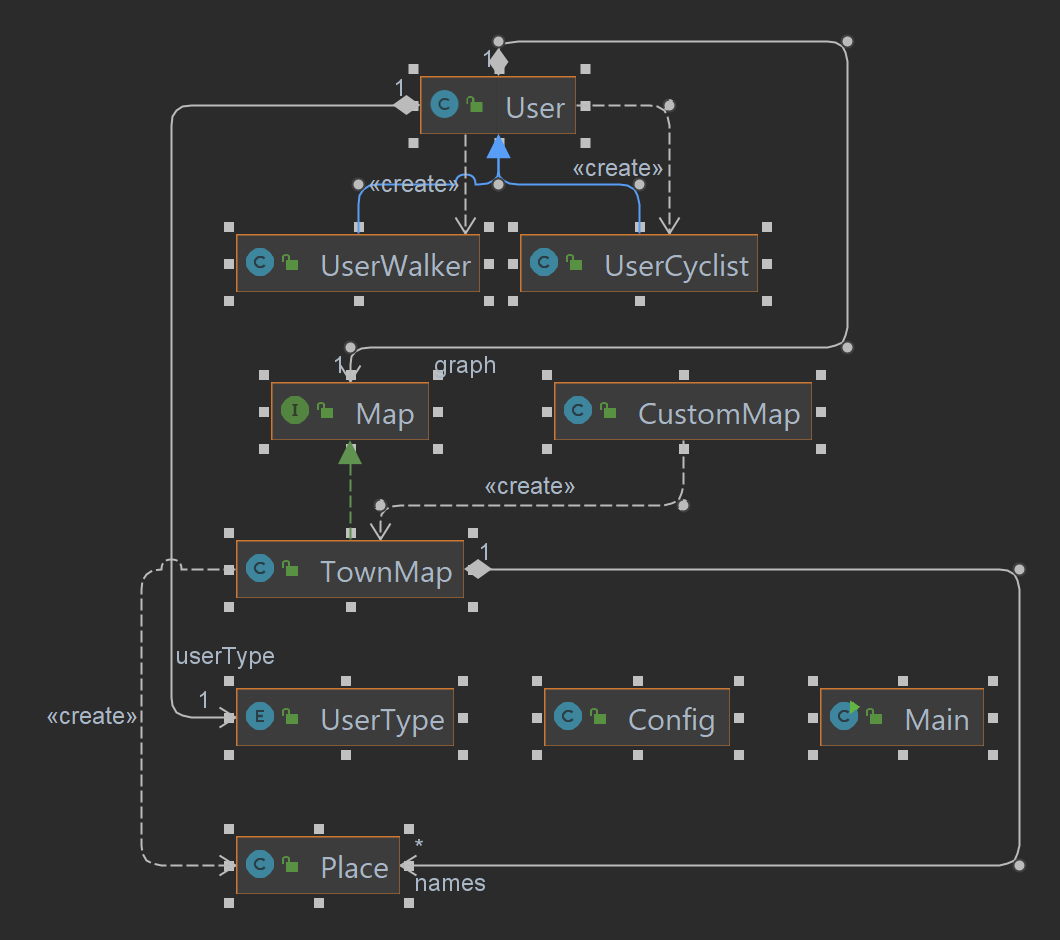 1
1
C User
«create»
«create»
C UserWalker
C UserCyclist
1
graph
I Map
C CustomMap
«create»
1
C TownMap
userType
1
«create»
E UserType
C Config
C Main
*
C Place
names